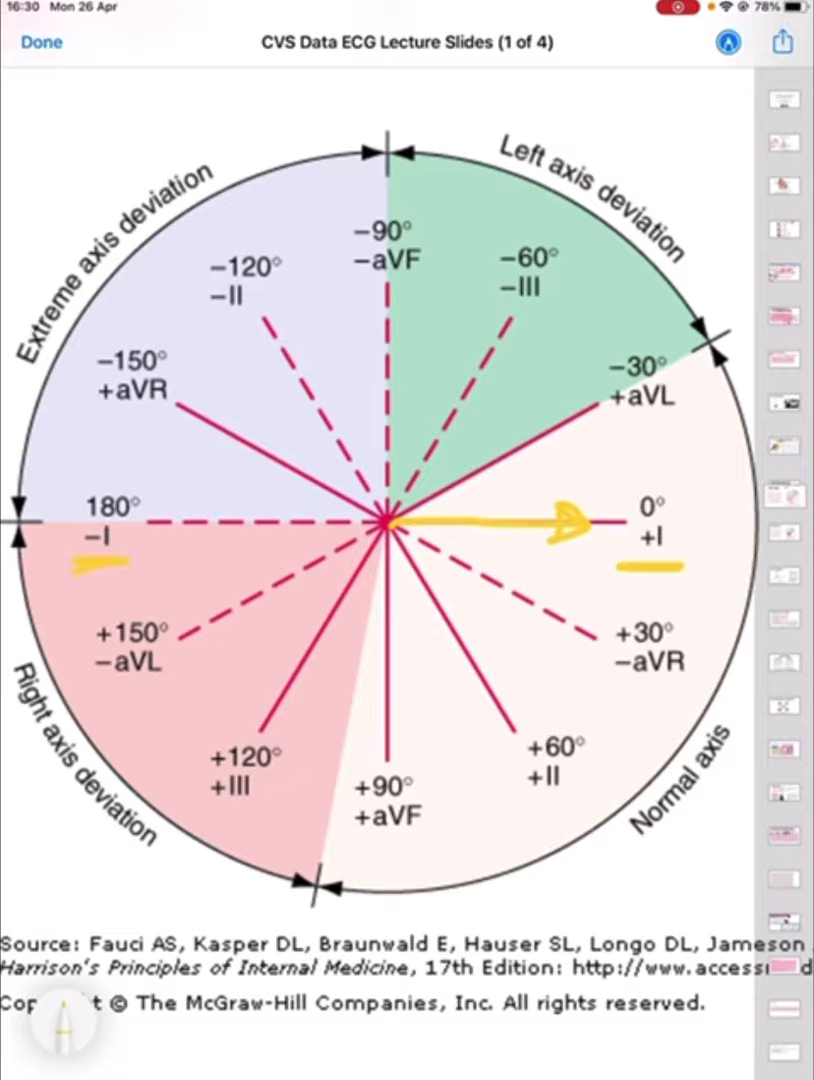 16:30 Mon 26 Apr
78%
Done
CVS Data ECG Lecture Slides (1 of 4)
Extreme axis deviation
Left axis deviation
−90°
−aVF
−120°
−II
−60°
−III
−150°
+aVR
−30°
+aVL
180°
−I
0°
+I
+150°
−aVL
+30°
−aVR
+120°
+III
+90°
+aVF
+60°
+II
Right axis deviation
Normal axis
Source: Fauci AS, Kasper DL, Braunwald E, Hauser SL, Longo DL, Jameson
Harrison's Principles of Internal Medicine, 17th Edition: http://www.access
© The McGraw-Hill Companies, Inc. All rights reserved.